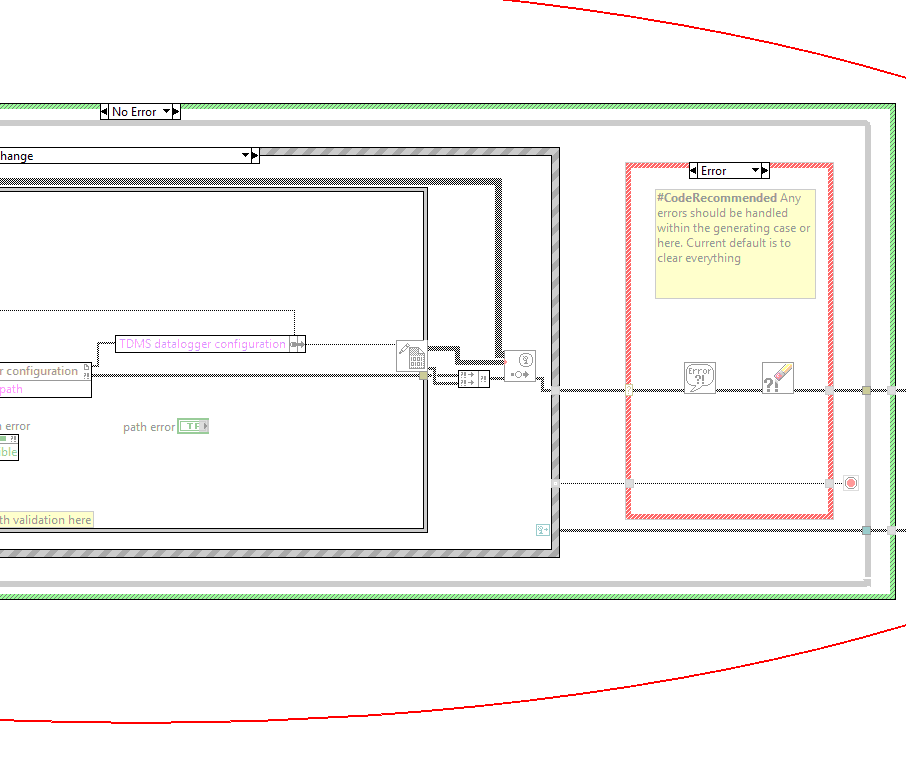 No Error
hange
Error
#CodeRecommended Any
errors should be handled
within the generating case or
here. Current default is to
clear everything
TDMS datalogger configuration
r configuration
path
Error
?!
error
path error TF
ble
th validation here